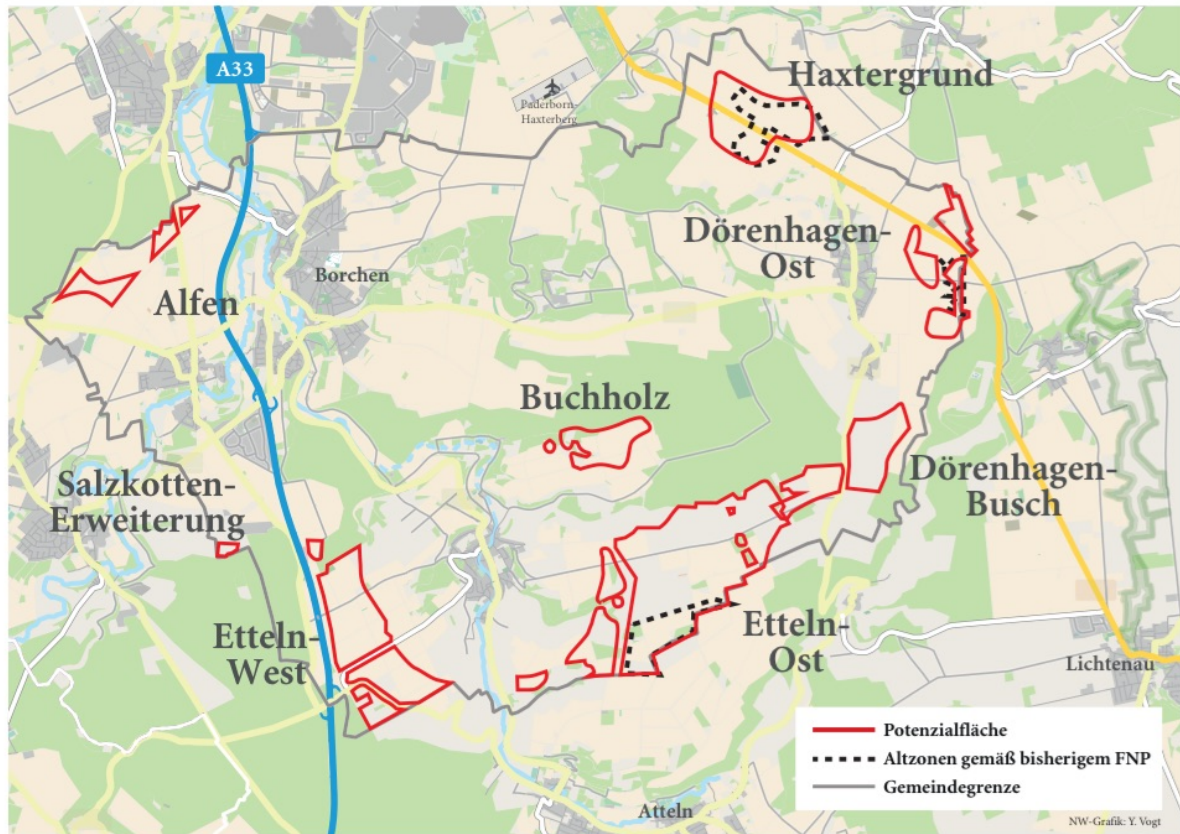 A33
Haxtergrund
Paderborn-
Haxterberg
Dörenhagen-
Ost
Borchen
Alfen
Buchholz
Salzkotten-
Erweiterung
Dörenhagen-
Busch
Etteln-
West
Etteln-
Ost
Lichtenau
Atteln
Potenzialfläche
Altzonen gemäß bisherigem FNP
Gemeindegrenze
NW-Grafik: Y. Vogt